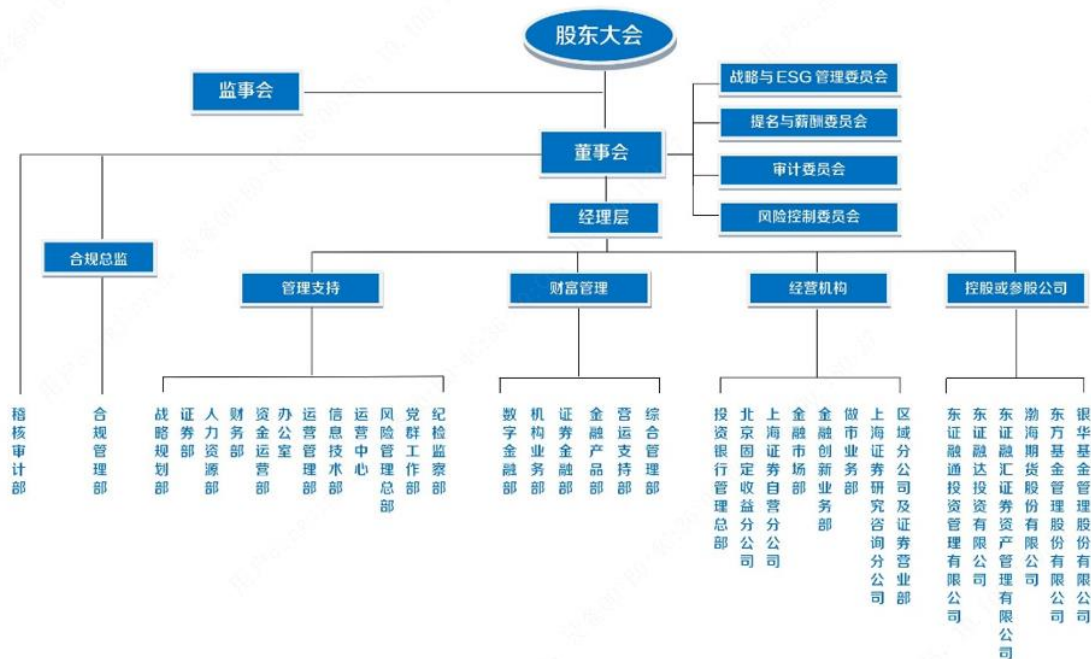 股东大会
监事会
战略与ESG管理委员会
提名与薪酬委员会
董事会
审计委员会
经理层
风险控制委员会
合规总监
管理支持
财富管理
经营机构
控股或参股公司
稽核审计部
合规管理部
战略规划部
证券部
人力资源部
财务部
资金运营部
办公室
运营管理部
信息技术部
运营中心
风险管理总部
党群工作部
纪检监察部
数字金融部
机构业务部
证券金融部
金融产品部
营运支持部
综合管理部
投资银行管理总部
北京固定收益分公司
上海证券自营分公司
金融市场部
金融创新业务部
做市业务部
上海证券研究咨询分公司
区域分公司及证券营业部
东证融通投资管理有限公司
东证融达投资有限公司
东证融汇证券资产管理有限公司
渤海期货股份有限公司
东方基金管理股份有限公司
银华基金管理股份有限公司